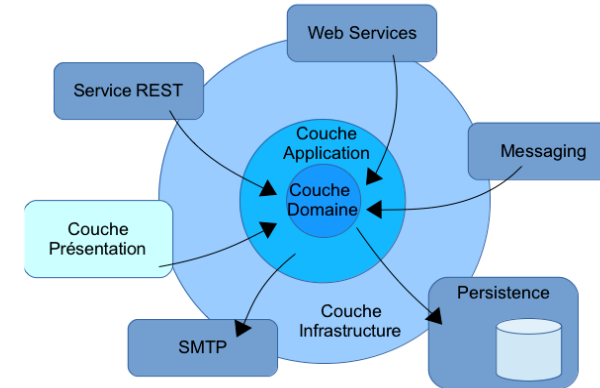 Web Services
Service REST
Couche
Application
Messaging
Couche
Domaine
Couche
Présentation
Persistence
Couche
Infrastructure
SMTP